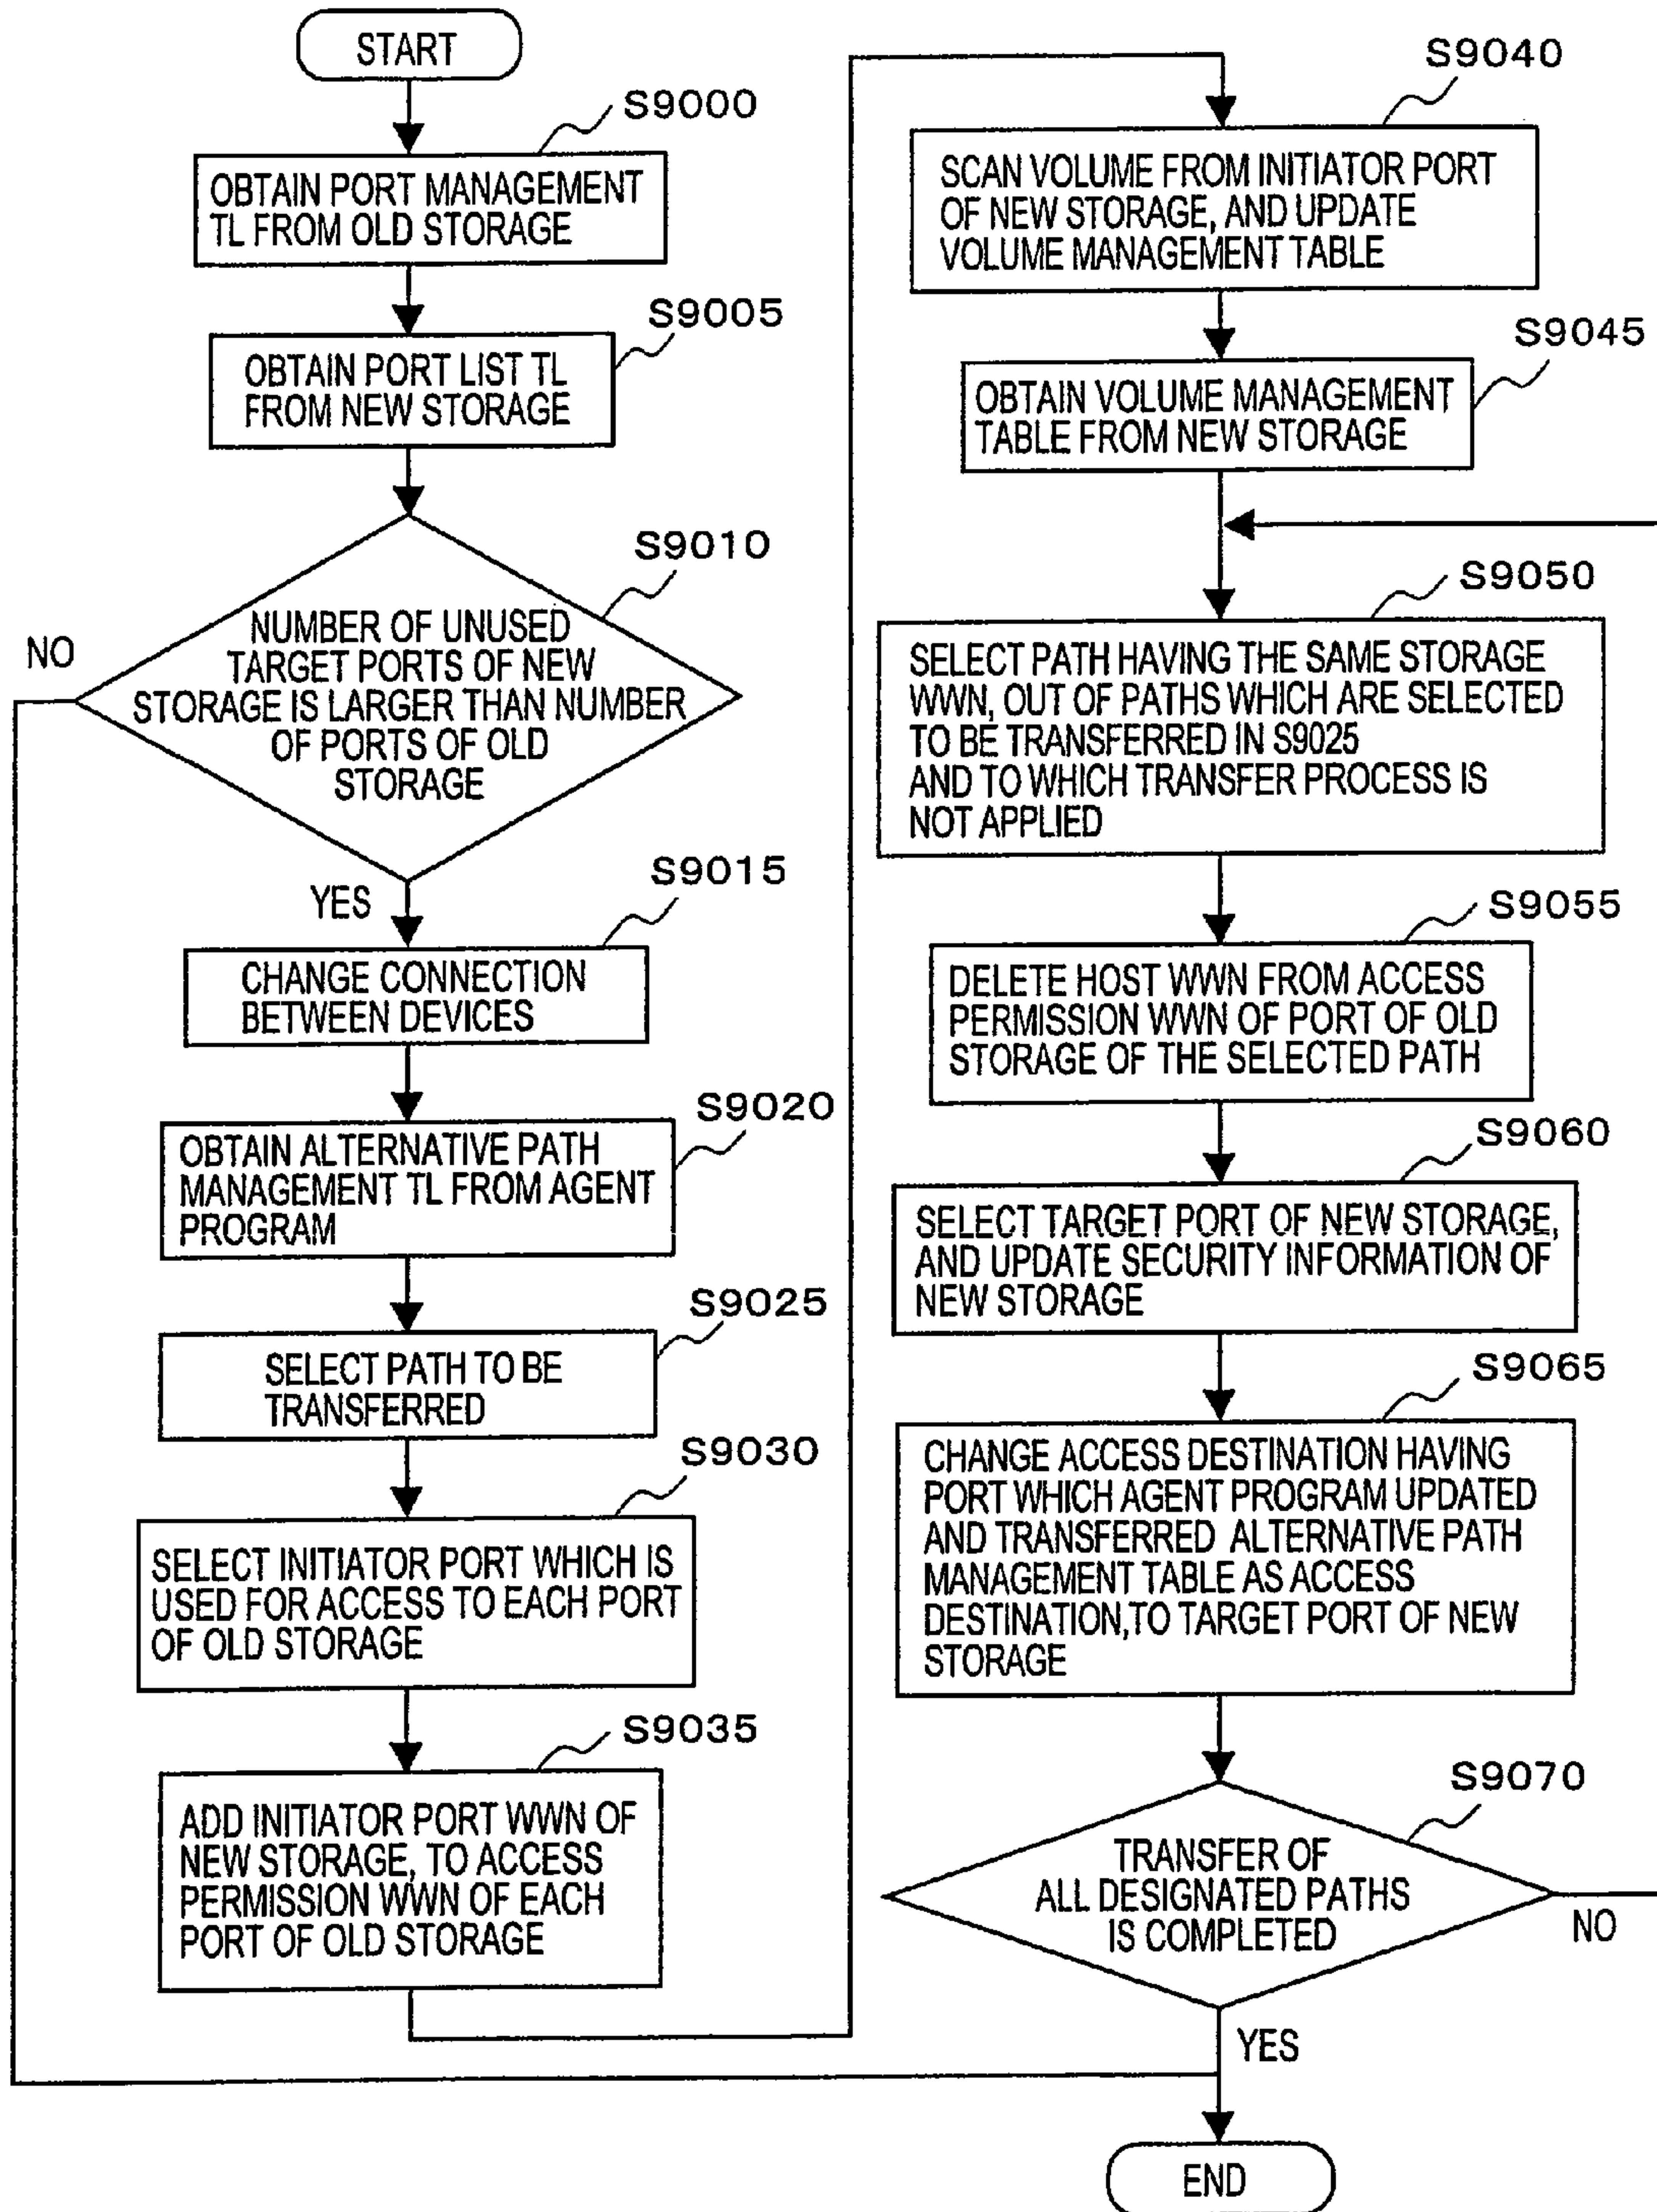 START
S9000
OBTAIN PORT MANAGEMENT
TL FROM OLD STORAGE
S9005
OBTAIN PORT LIST TL
FROM NEW STORAGE
S9010
NUMBER OF UNUSED
TARGET PORTS OF NEW
STORAGE IS LARGER THAN NUMBER
OF PORTS OF OLD
STORAGE
NO
YES
S9015
CHANGE CONNECTION
BETWEEN DEVICES
S9020
OBTAIN ALTERNATIVE PATH
MANAGEMENT TL FROM AGENT
PROGRAM
S9025
SELECT PATH TO BE
TRANSFERRED
S9030
SELECT INITIATOR PORT WHICH IS
USED FOR ACCESS TO EACH PORT
OF OLD STORAGE
S9035
ADD INITIATOR PORT WWN OF
NEW STORAGE, TO ACCESS
PERMISSION WWN OF EACH
PORT OF OLD STORAGE
S9040
SCAN VOLUME FROM INITIATOR PORT
OF NEW STORAGE, AND UPDATE
VOLUME MANAGEMENT TABLE
S9045
OBTAIN VOLUME MANAGEMENT
TABLE FROM NEW STORAGE
S9050
SELECT PATH HAVING THE SAME STORAGE
WWN, OUT OF PATHS WHICH ARE SELECTED
TO BE TRANSFERRED IN S9025
AND TO WHICH TRANSFER PROCESS IS
NOT APPLIED
S9055
DELETE HOST WWN FROM ACCESS
PERMISSION WWN OF PORT OF OLD
STORAGE OF THE SELECTED PATH
S9060
SELECT TARGET PORT OF NEW STORAGE,
AND UPDATE SECURITY INFORMATION OF
NEW STORAGE
S9065
CHANGE ACCESS DESTINATION HAVING
PORT WHICH AGENT PROGRAM UPDATED
AND TRANSFERRED ALTERNATIVE PATH
MANAGEMENT TABLE AS ACCESS
DESTINATION,TO TARGET PORT OF NEW
STORAGE
S9070
TRANSFER OF
ALL DESIGNATED PATHS
IS COMPLETED
NO
YES
END